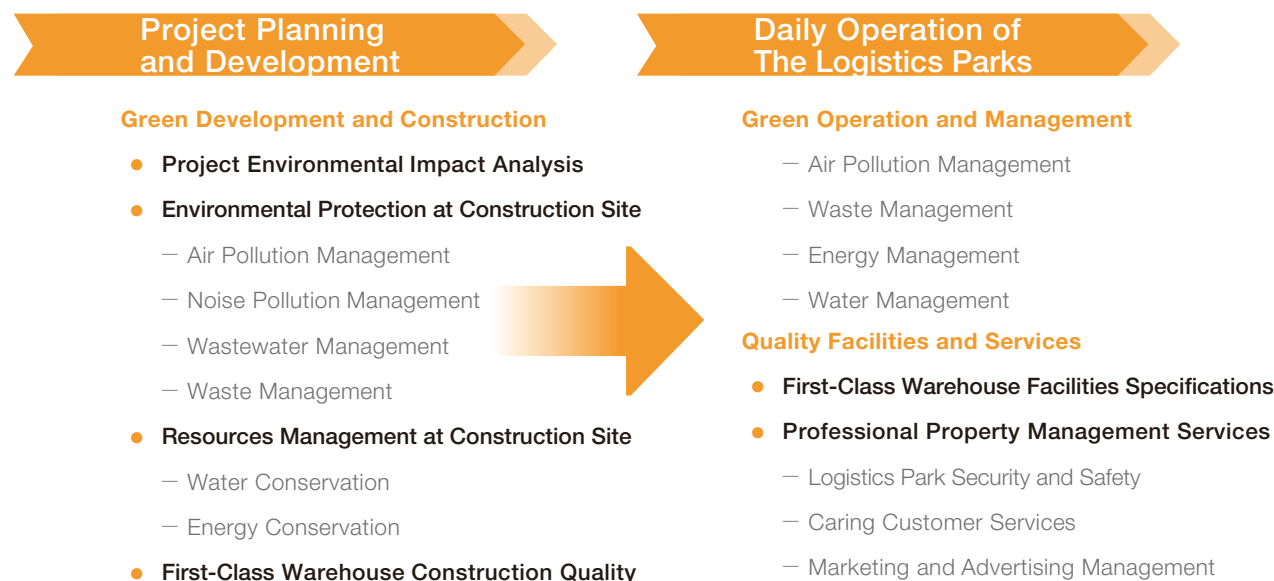 Project Planning
and Development
Green Development and Construction
Project Environmental Impact Analysis
Environmental Protection at Construction Site
— Air Pollution Management
— Noise Pollution Management
— Wastewater Management
— Waste Management
Resources Management at Construction Site
— Water Conservation
— Energy Conservation
First-Class Warehouse Construction Quality
Daily Operation of
The Logistics Parks
Green Operation and Management
— Air Pollution Management
— Waste Management
— Energy Management
— Water Management
Quality Facilities and Services
First-Class Warehouse Facilities Specifications
Professional Property Management Services
— Logistics Park Security and Safety
— Caring Customer Services
— Marketing and Advertising Management